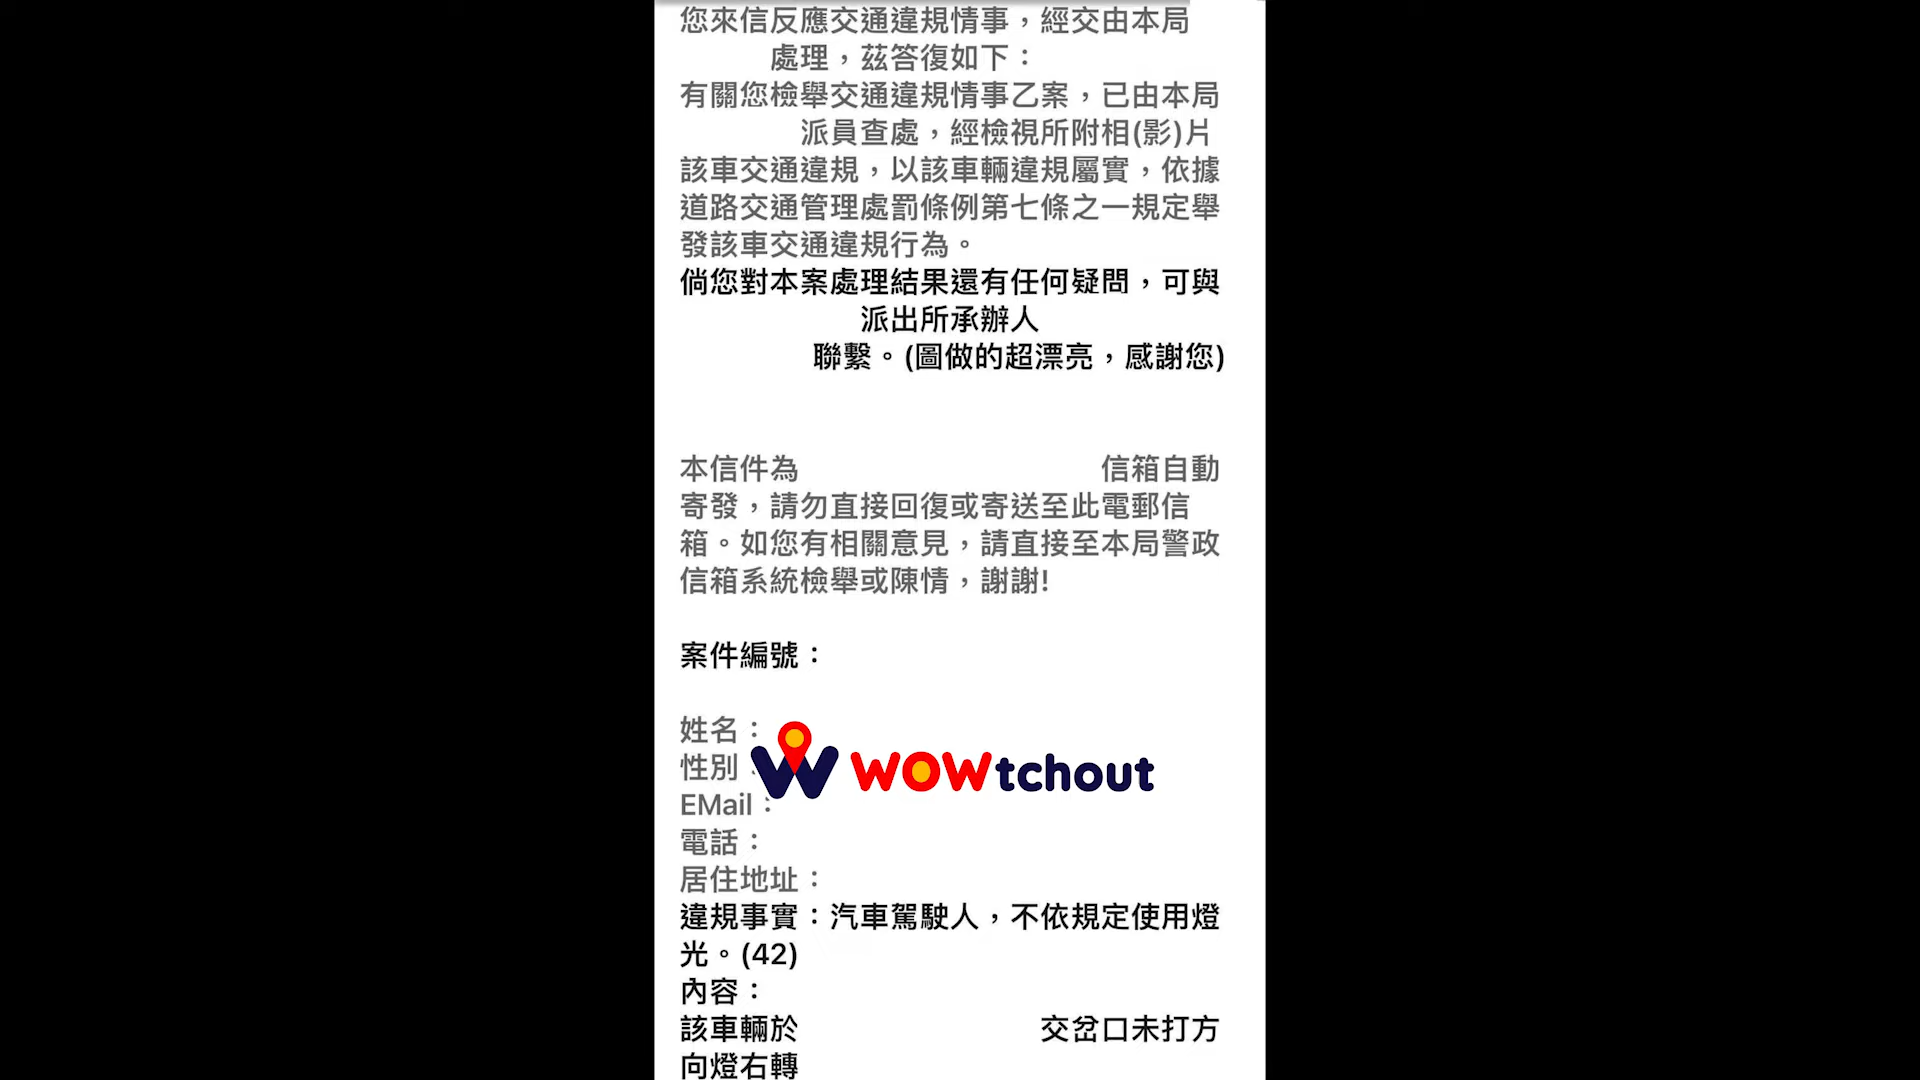 您來信反應交通違規情事，經交由本局
處理，茲答復如下：
有關您檢舉交通違規情事乙案，已由本局
派員查處，經檢視所附相(影)片
該車交通違規，以該車輛違規屬實，依據
道路交通管理處罰條例第七條之一規定舉
發該車交通違規行為。
倘您對本案處理結果還有任何疑問，可與
派出所承辦人
聯繫。(圖做的超漂亮，感謝您)
本信件為 信箱自動
寄發，請勿直接回復或寄送至此電郵信
箱。如您有相關意見，請直接至本局警政
信箱系統檢舉或陳情，謝謝!
案件編號：
姓名：
性別：
WOWtchout
EMail：
電話：
居住地址：
違規事實：汽車駕駛人，不依規定使用燈
光。(42)
內容：
該車輛於 交岔口未打方
向燈右轉